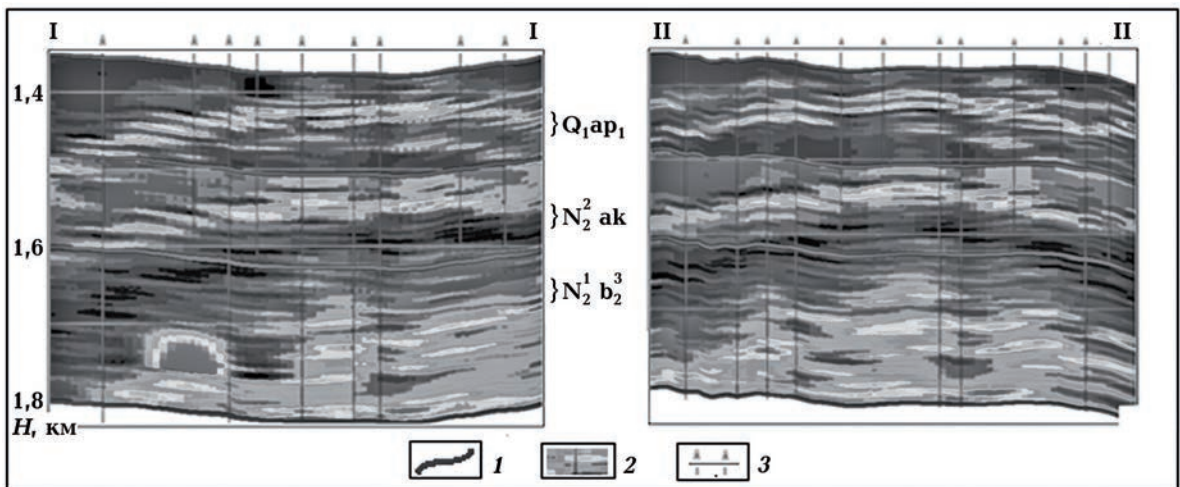 I I II II
1,4
}Q₁ap₁
}N₂² ak
1,6
}N₂¹ b₂³
1,8
H, км
1 2 3